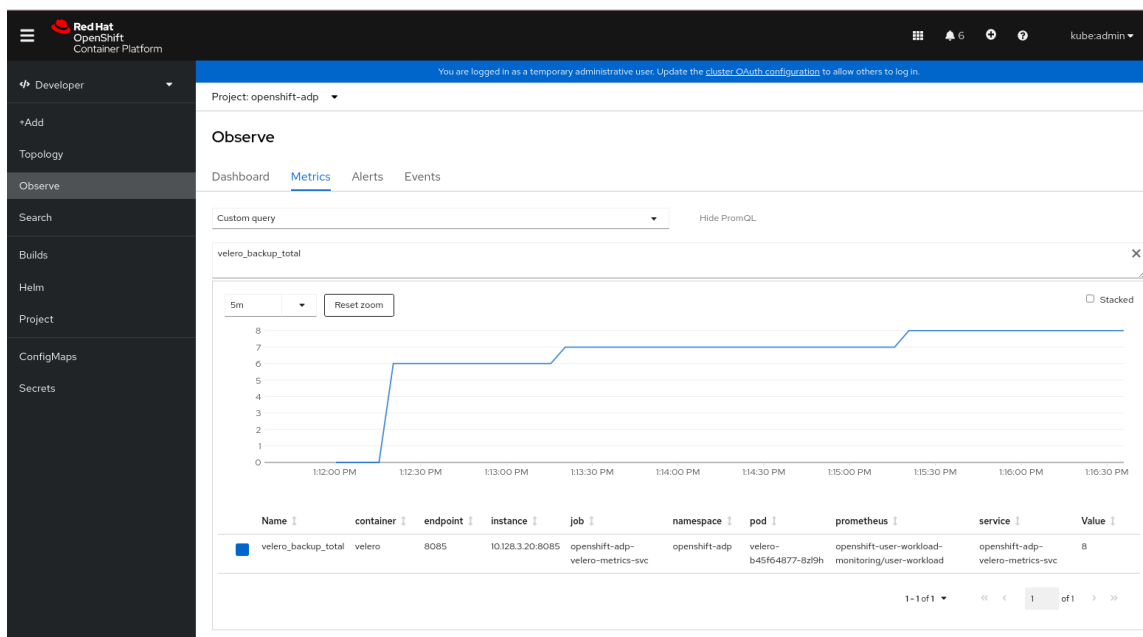 Red Hat
OpenShift
Container Platform
6
kube:admin
Developer
You are logged in as a temporary administrative user. Update the cluster OAuth configuration to allow others to log in.
Project: openshift-adp
+Add
Topology
Observe
Search
Builds
Helm
Project
ConfigMaps
Secrets
Observe
Dashboard Metrics Alerts Events
Custom query Hide PromQL
velero_backup_total
5m Reset zoom Stacked
8
7
6
5
4
3
2
1
0
1:12:00 PM 1:12:30 PM 1:13:00 PM 1:13:30 PM 1:14:00 PM 1:14:30 PM 1:15:00 PM 1:15:30 PM 1:16:00 PM 1:16:30 PM
Name container endpoint instance job namespace pod prometheus service Value
velero_backup_total velero 8085 10.128.3.20:8085 openshift-adp- openshift-adp velero- openshift-user-workload- openshift-adp- 8
velero-metrics-svc b45f64877-8zl9h monitoring/user-workload velero-metrics-svc
1 - 1 of 1 1 of 1